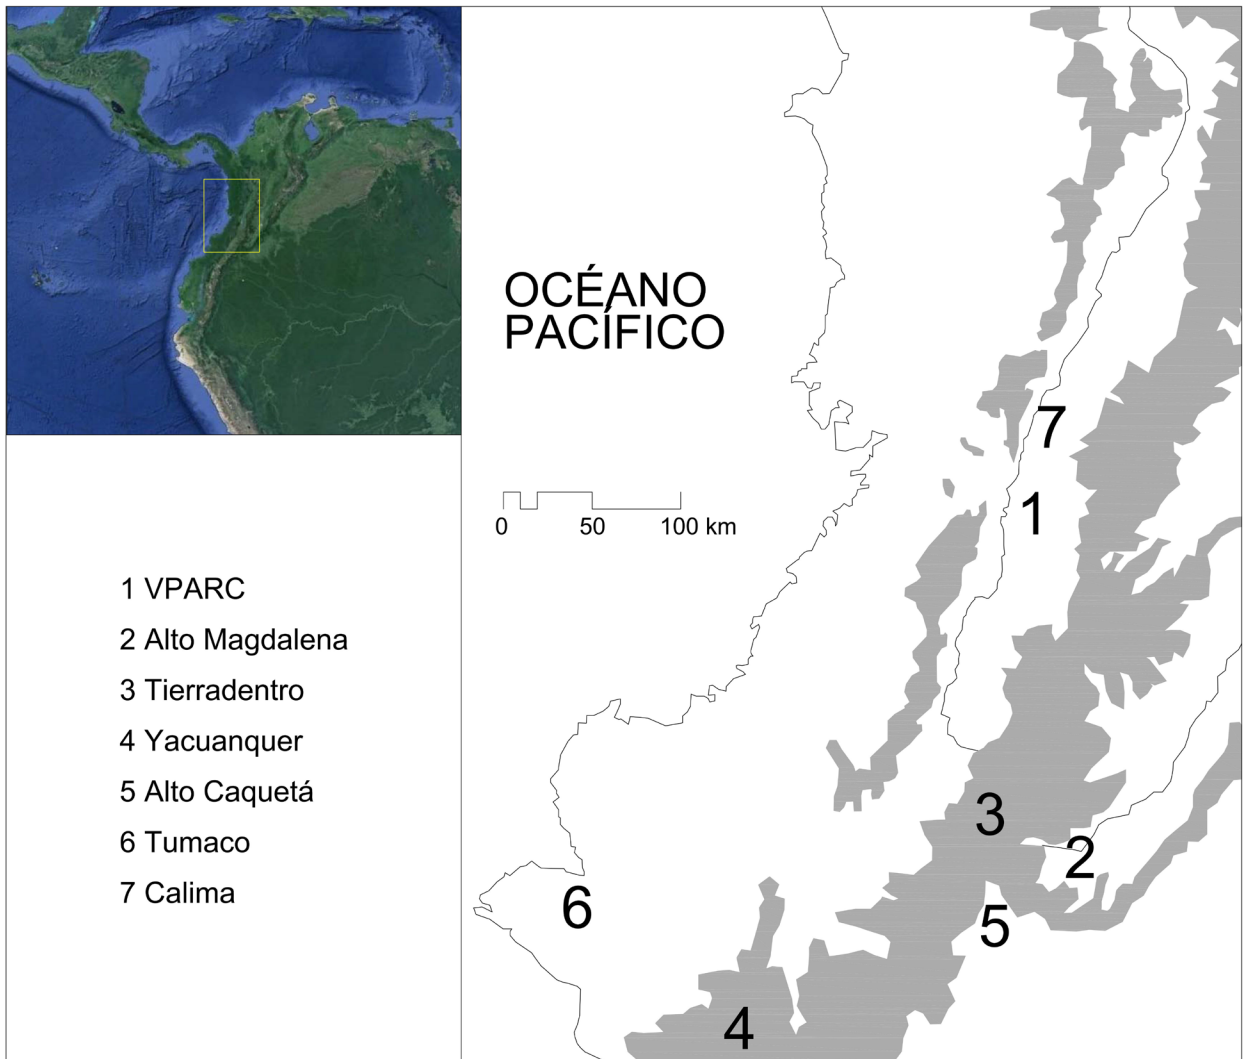 OCÉANO
PACÍFICO
0 50 100 km
1 VPARC
2 Alto Magdalena
3 Tierradentro
4 Yacuanquer
5 Alto Caquetá
6 Tumaco
7 Calima
7
1
3
2
6
5
4